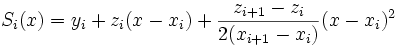 S_i(x) = y_i + z_i(x - x_i) + \frac{z_{i+1} - z_i}{2(x_{i+1} - x_i)}(x - x_i)^2